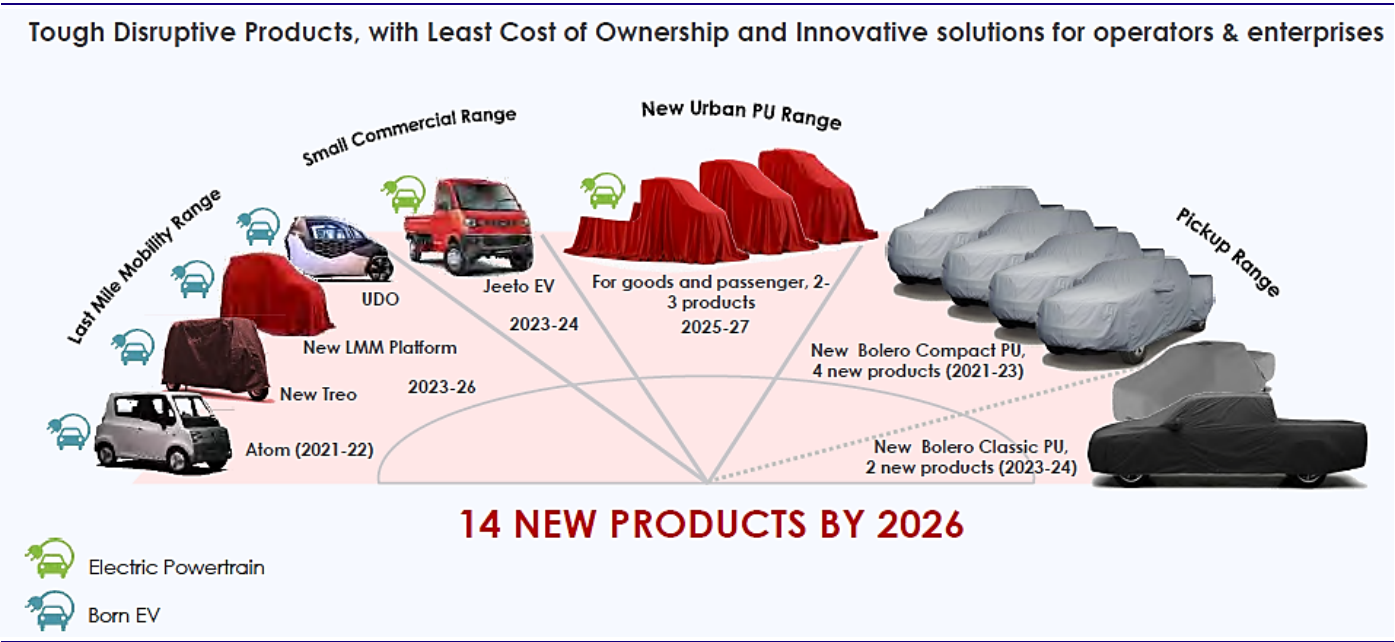 Tough Disruptive Products, with Least Cost of Ownership and Innovative solutions for operators & enterprises
Last Mile Mobility Range
Small Commercial Range
New Urban PU Range
Pickup Range
UDO
Jeeto EV
2023-24
For goods and passenger, 2-
3 products
2025-27
New LMM Platform
2023-26
New Treo
Atom (2021-22)
New Bolero Compact PU,
4 new products (2021-23)
New Bolero Classic PU,
2 new products (2023-24)
14 NEW PRODUCTS BY 2026
Electric Powertrain
Born EV